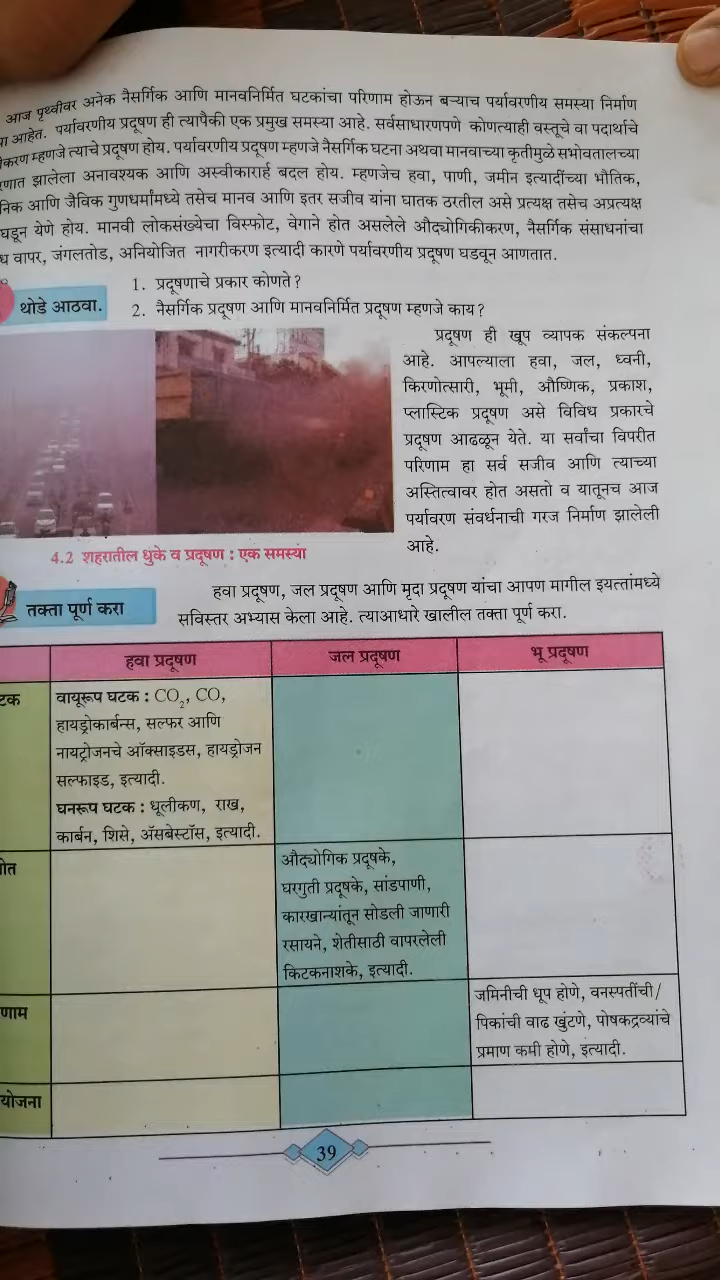 आज पृथ्वीवर अनेक नैसर्गिक आणि मानवनिर्मित घटकांचा परिणाम होऊन बऱ्याच पर्यावरणीय समस्या निर्माण
आहेत. पर्यावरणीय प्रदूषण ही त्यापैकी एक प्रमुख समस्या आहे. सर्वसाधारणपणे कोणत्याही वस्तूचे वा पदार्थाचे
म्हणजे त्याचे प्रदूषण होय. पर्यावरणीय प्रदूषण म्हणजे नैसर्गिक घटना अथवा मानवाच्या कृतीमुळे सभोवतालच्या
झालेला अनावश्यक आणि अस्वीकारार्ह बदल होय. म्हणजेच हवा, पाणी, जमीन इत्यादींच्या भौतिक,
आणि जैविक गुणधर्मांमध्ये तसेच मानव आणि इतर सजीव यांना घातक ठरतील असे प्रत्यक्ष तसेच अप्रत्यक्ष
घडून येणे होय. मानवी लोकसंख्येचा विस्फोट, वेगाने होत असलेले औद्योगिकीकरण, नैसर्गिक संसाधनांचा
वापर, जंगलतोड, अनियोजित नागरीकरण इत्यादी कारणे पर्यावरणीय प्रदूषण घडवून आणतात.
थोडे आठवा.
1. प्रदूषणाचे प्रकार कोणते ?
2. नैसर्गिक प्रदूषण आणि मानवनिर्मित प्रदूषण म्हणजे काय ?
प्रदूषण ही खूप व्यापक संकल्पना
आहे. आपल्याला हवा, जल, ध्वनी,
किरणोत्सारी, भूमी, औष्णिक, प्रकाश,
प्लास्टिक प्रदूषण असे विविध प्रकारचे
प्रदूषण आढळून येते. या सर्वांचा विपरीत
परिणाम हा सर्व सजीव आणि त्याच्या
अस्तित्वावर होत असतो व यातूनच आज
पर्यावरण संवर्धनाची गरज निर्माण झालेली
आहे.
4.2 शहरातील धुके व प्रदूषण : एक समस्या
तक्ता पूर्ण करा
हवा प्रदूषण, जल प्रदूषण आणि मृदा प्रदूषण यांचा आपण मागील इयत्तांमध्ये
सविस्तर अभ्यास केला आहे. त्याआधारे खालील तक्ता पूर्ण करा.
हवा प्रदूषण
जल प्रदूषण
भू प्रदूषण
वायूरूप घटक : CO₂, CO,
हायड्रोकार्बन्स, सल्फर आणि
नायट्रोजनचे ऑक्साइडस, हायड्रोजन
सल्फाइड, इत्यादी.
घनरूप घटक : धूलीकण, राख,
कार्बन, शिसे, ॲसबेस्टॉस, इत्यादी.
औद्योगिक प्रदूषके,
घरगुती प्रदूषके, सांडपाणी,
कारखान्यांतून सोडली जाणारी
रसायने, शेतीसाठी वापरलेली
किटकनाशके, इत्यादी.
जमिनीची धूप होणे, वनस्पतींची/
पिकांची वाढ खुंटणे, पोषकद्रव्यांचे
प्रमाण कमी होणे, इत्यादी.
योजना
39